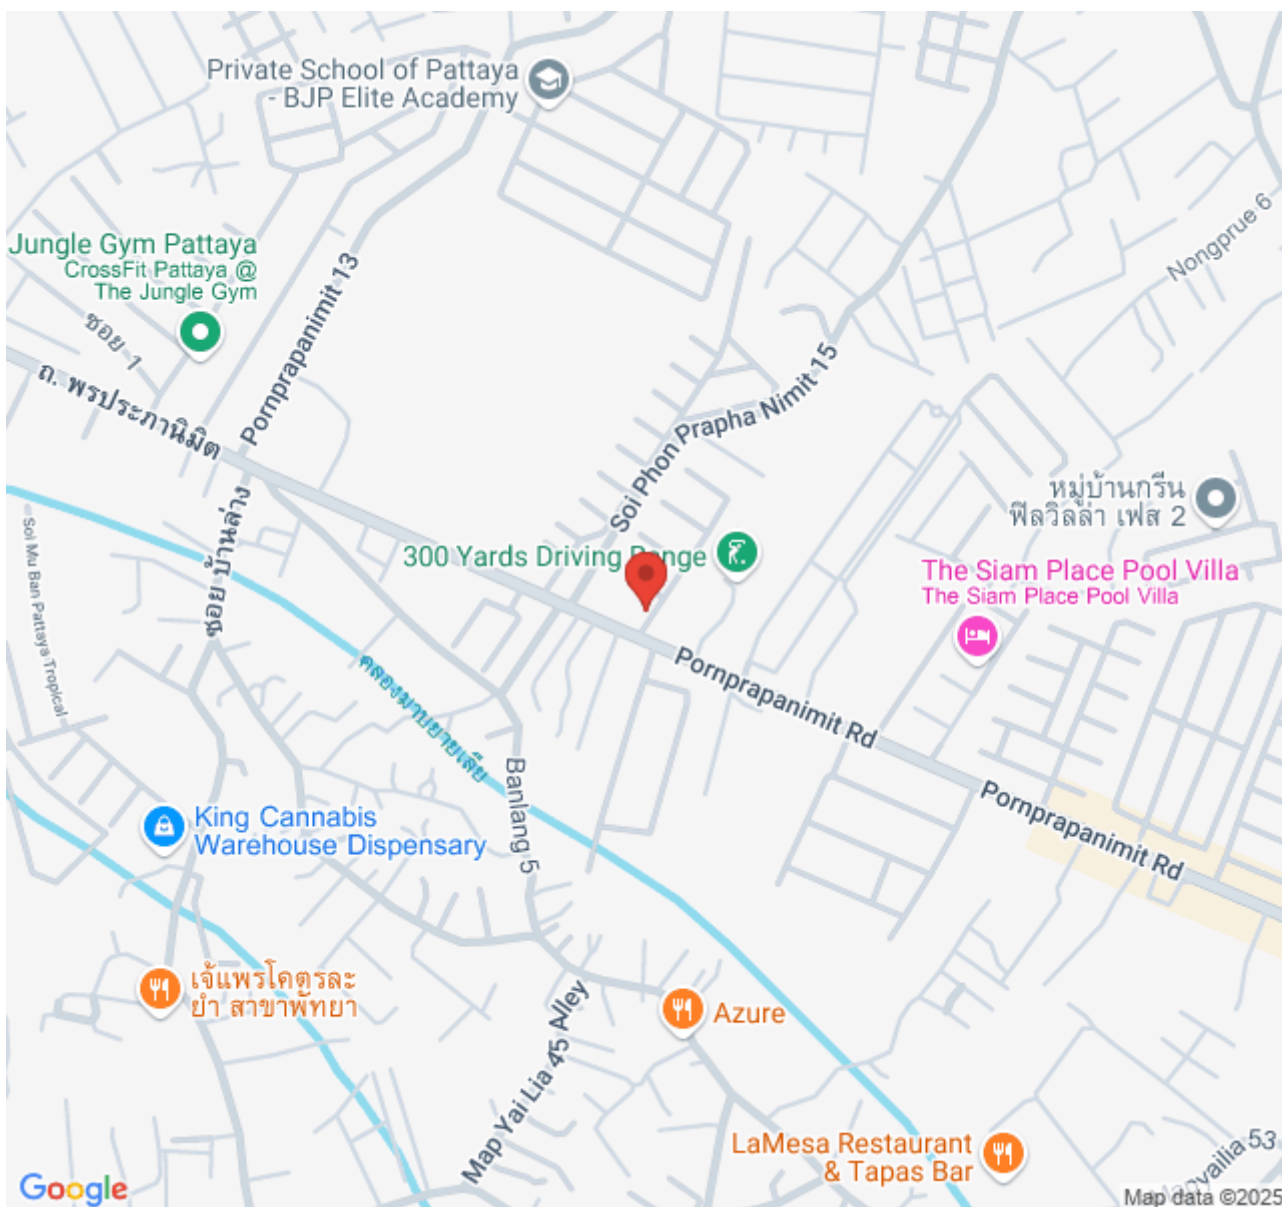 Private School of Pattaya
- BJP Elite Academy
Nongprue 6
Jungle Gym Pattaya
CrossFit Pattaya @
The Jungle Gym
ซอย 1
Pornprapanimit 13
ถ. พรประภานิมิต
Soi Phon Prapha Nimit 15
หมู่บ้านกรีน
ฟิลวิลล่า เฟส 2
ซอย บ้านล่าง
300 Yards Driving Range
The Siam Place Pool Villa
The Siam Place Pool Villa
Soi Mu Ban Pattaya Tropical
คลองมาบยายเลีย
Pornprapanimit Rd
Pornprapanimit Rd
Banlang 5
King Cannabis
Warehouse Dispensary
เจ๊แพรโคตรละ
ยำ สาขาพัทยา
Azure
Map Yai Lia 45 Alley
LaMesa Restaurant
& Tapas Bar
53
Google
Map data ©2025